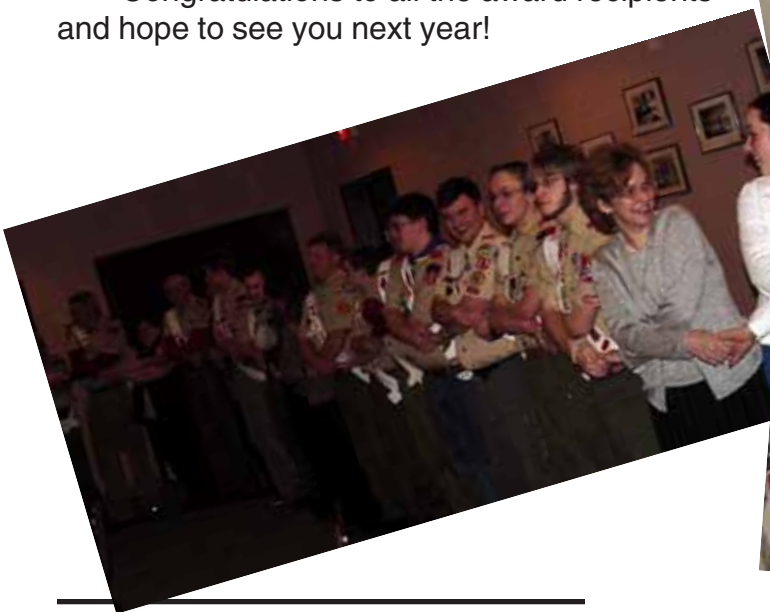 Congratulations to all the award recipients
and hope to see you next year!